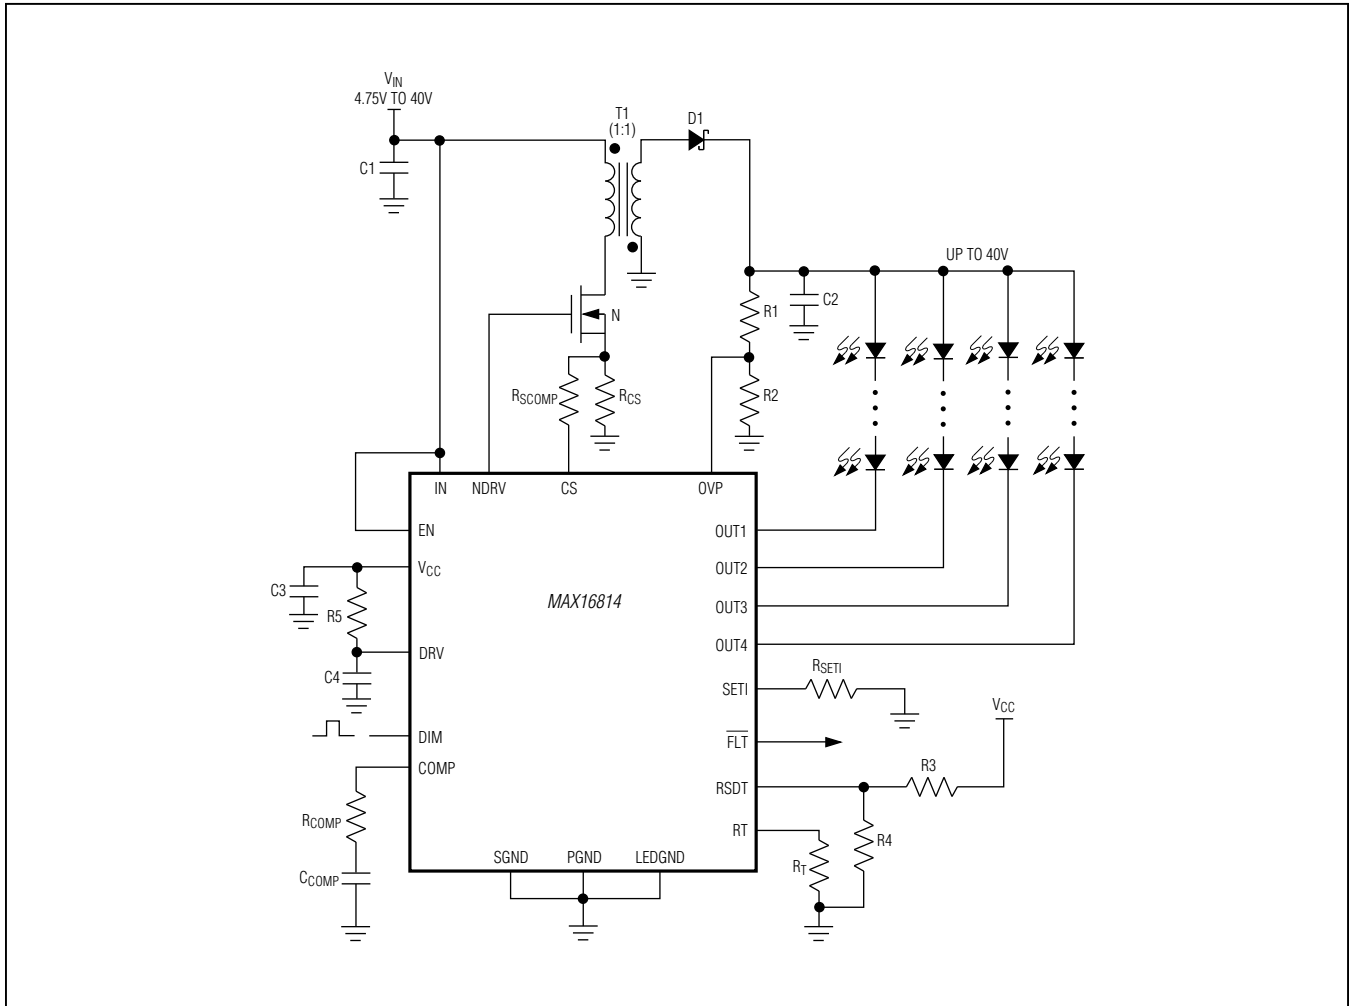 V_IN
4.75V TO 40V
T1
(1:1)
D1
C1
UP TO 40V
R1
C2
N
R_SCOMP
R_CS
R2
IN
NDRV
CS
OVP
EN
OUT1
V_CC
OUT2
C3
R5
MAX16814
OUT3
OUT4
DRV
C4
R_SETI
SETI
V_CC
DIM
FLT
COMP
R3
RSDT
R_COMP
RT
R4
SGND
PGND
LEDGND
R_T
C_COMP